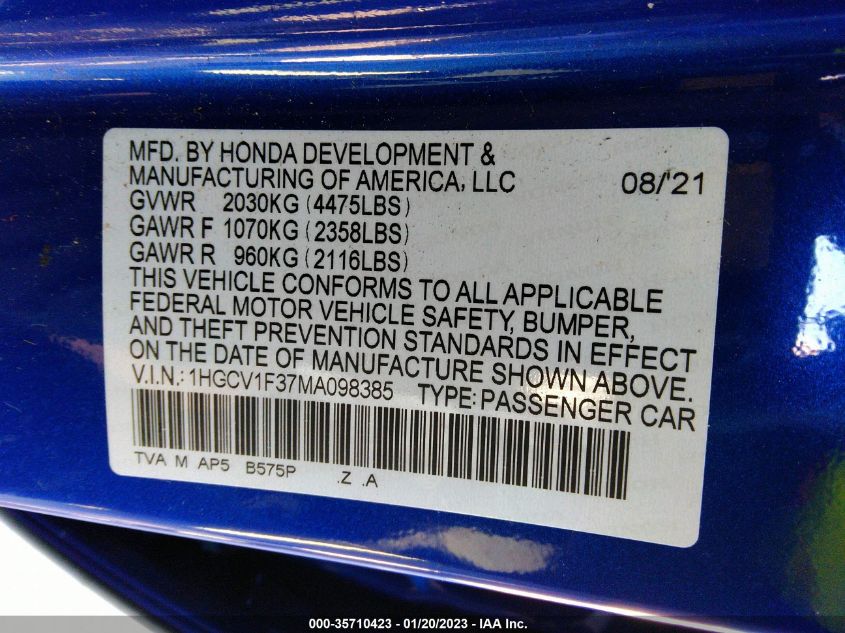 MFD. BY HONDA DEVELOPMENT &
MANUFACTURING OF AMERICA, LLC 08/'21
GVWR 2030KG (4475LBS)
GAWR F 1070KG (2358LBS)
GAWR R 960KG (2116LBS)
THIS VEHICLE CONFORMS TO ALL APPLICABLE
FEDERAL MOTOR VEHICLE SAFETY, BUMPER,
AND THEFT PREVENTION STANDARDS IN EFFECT
ON THE DATE OF MANUFACTURE SHOWN ABOVE.
V.I.N.: 1HGCV1F37MA098385 TYPE: PASSENGER CAR
TVA M AP5 B575P .Z .A
000-35710423 - 01/20/2023 - IAA Inc.